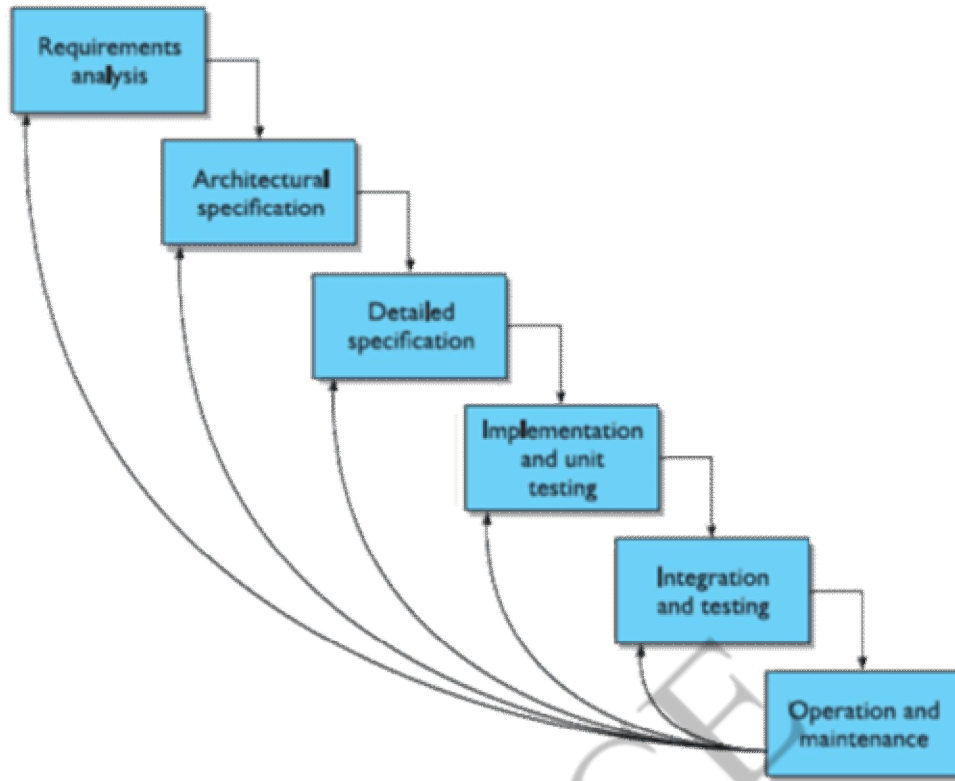 Requirements
analysis
Architectural
specification
Detailed
specification
Implementation
and unit
testing
Integration
and testing
Operation and
maintenance